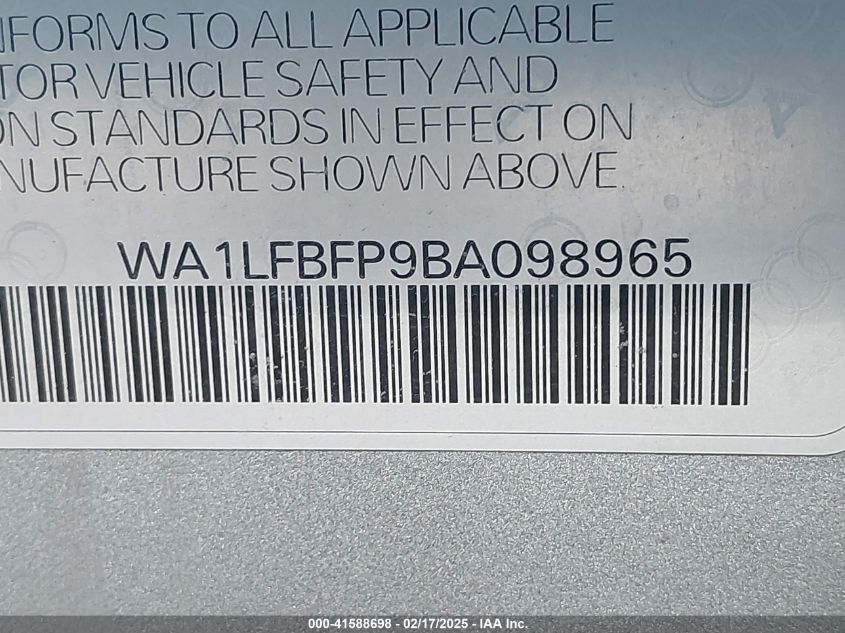 NFORMS TO ALL APPLICABLE
TOR VEHICLE SAFETY AND
ON STANDARDS IN EFFECT ON
NUFACTURE SHOWN ABOVE.
WA1LFBFP9BA098965
000-41588698 - 02/17/2025 - IAA Inc.